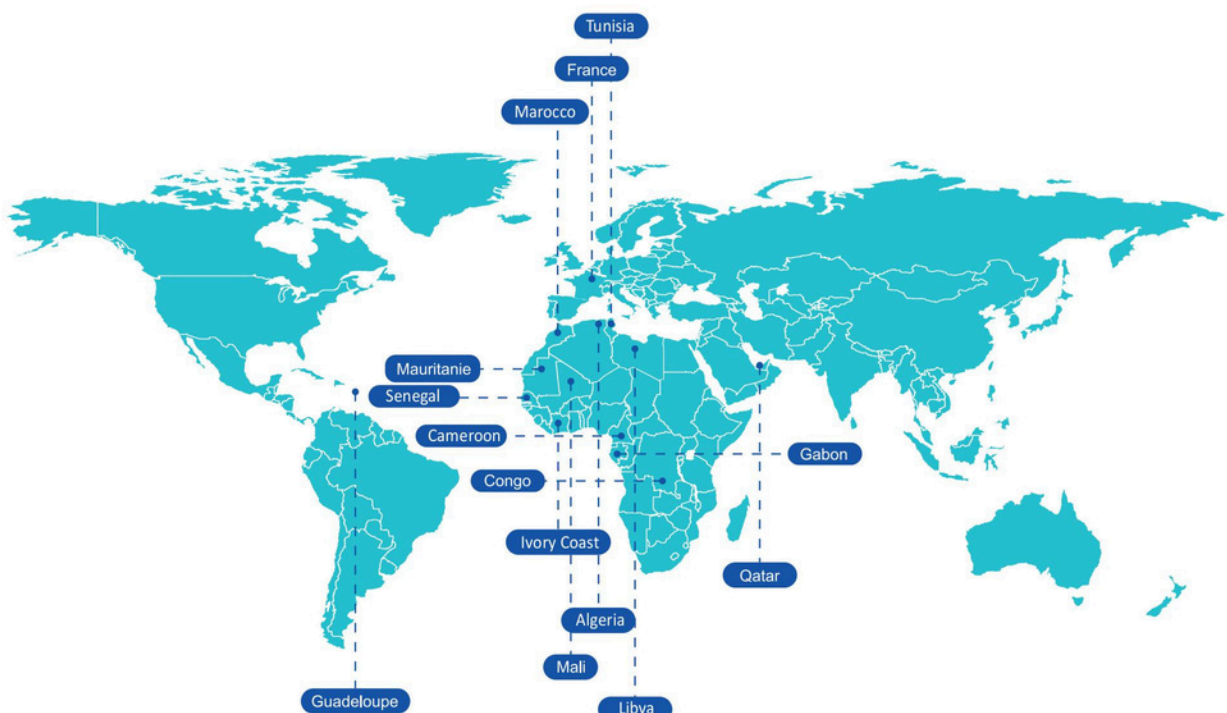 Tunisia
France
Marocco
Mauritanie
Senegal
Cameroon
Gabon
Congo
Ivory Coast
Qatar
Algeria
Mali
Guadeloupe
Libya